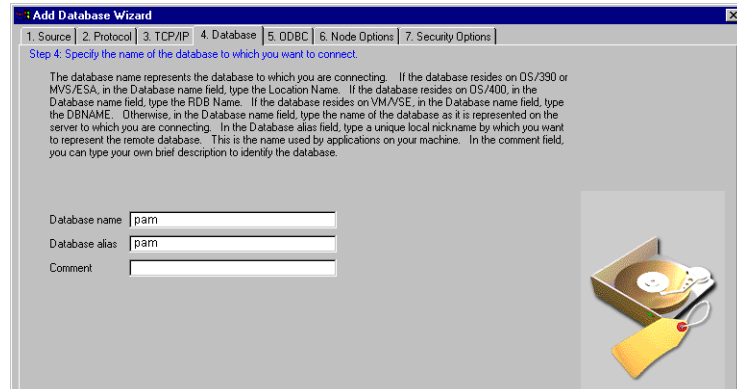 Add Database Wizard
1. Source 2. Protocol 3. TCP/IP 4. Database 5. ODBC 6. Node Options 7. Security Options
Step 4: Specify the name of the database to which you want to connect.
The database name represents the database to which you are connecting. If the database resides on OS/390 or
MVS/ESA, in the Database name field, type the Location Name. If the database resides on OS/400, in the
Database name field, type the RDB Name. If the database resides on VM/VSE, in the Database name field, type
the DBNAME. Otherwise, in the Database name field, type the name of the database as it is represented on the
server to which you are connecting. In the Database alias field, type a unique local nickname by which you want
to represent the remote database. This is the name used by applications on your machine. In the comment field,
you can type your own brief description to identify the database.
Database name pam
Database alias pam
Comment